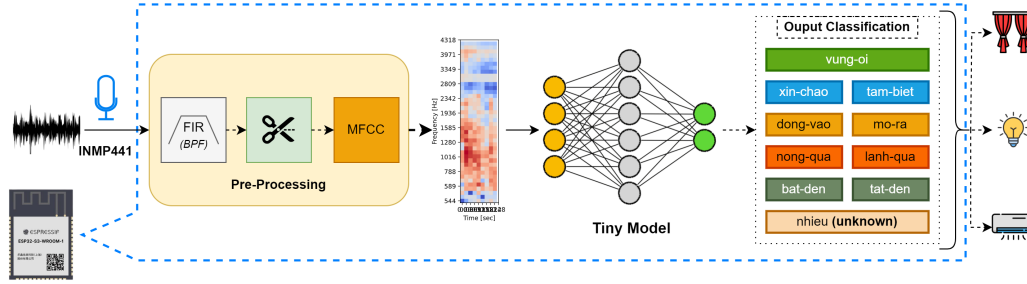 INMP441
ESPRESSIF
ESP32-S3-WROOM-1
FIR
(BPF)
MFCC
Pre-Processing
Frequency [Hz]
4318
3971
3349
2809
2342
1936
1585
1280
1016
788
589
544
Time [sec]
Tiny Model
Ouput Classification
vung-oi
xin-chao
tam-biet
dong-vao
mo-ra
nong-qua
lanh-qua
bat-den
tat-den
nhieu (unknown)